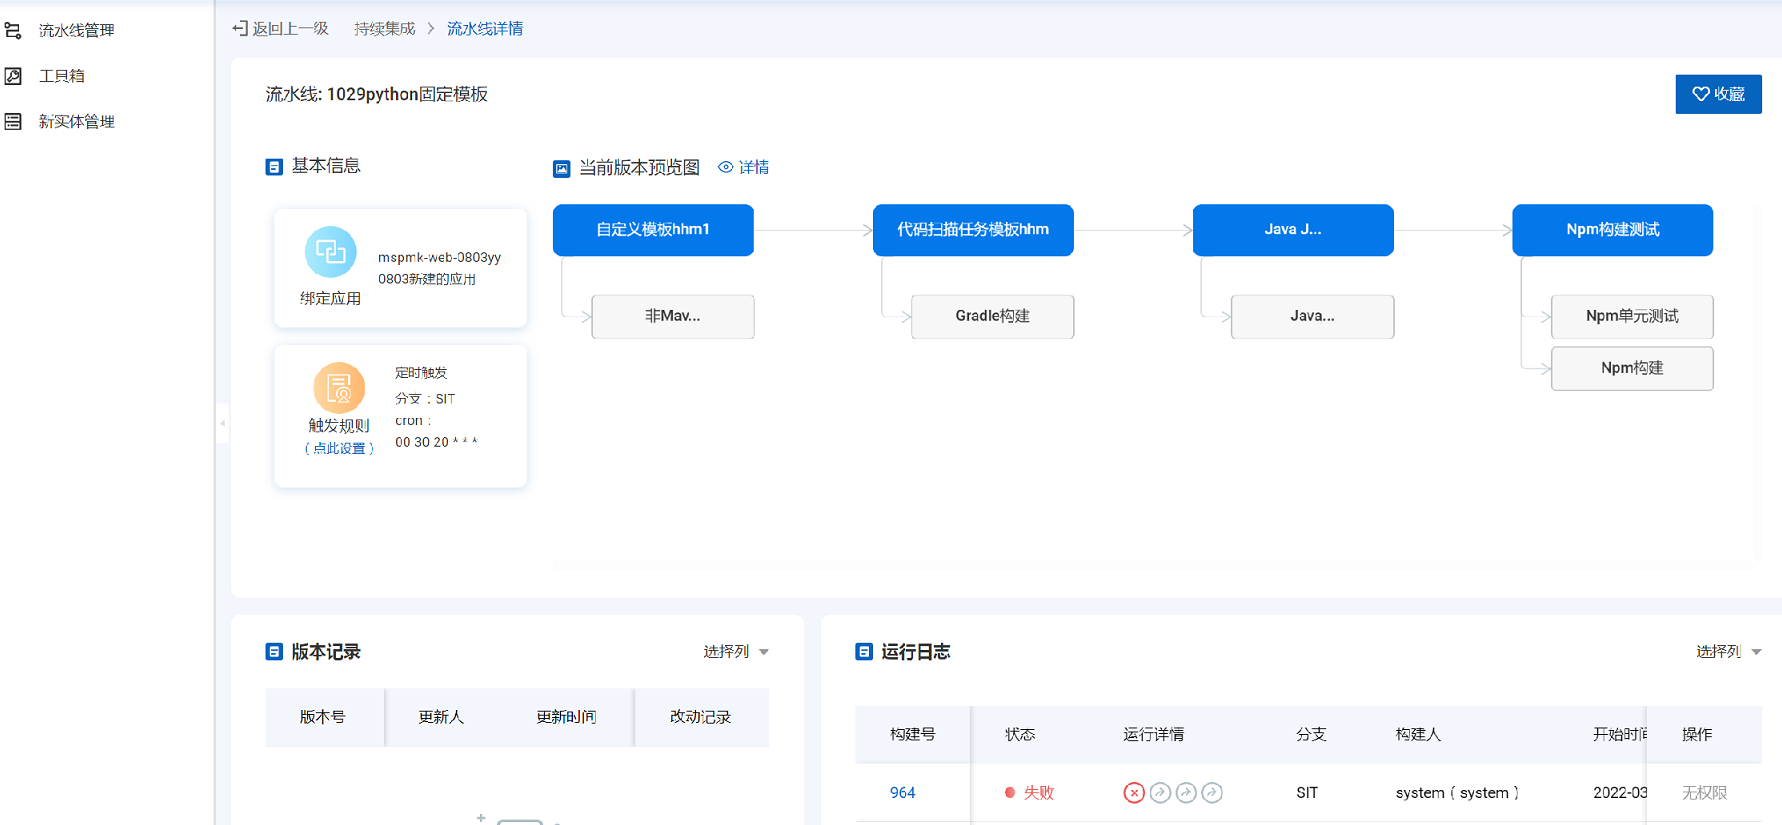 流水线管理
工具箱
新实体管理
返回上一级 持续集成 流水线详情
流水线: 1029python固定模板
收藏
基本信息
当前版本预览图 详情
mspmk-web-0803yy
0803新建的应用
绑定应用
定时触发
分支：SIT
cron：
00 30 20 * * *
触发规则
（点此设置）
自定义模板hhm1 代码扫描任务模板hhm Java J... Npm构建测试
非Mav... Gradle构建 Java... Npm单元测试
Npm构建
版本记录 选择列
版本号 更新人 更新时间 改动记录
运行日志 选择列
构建号 状态 运行详情 分支 构建人 开始时间 操作
964 失败 SIT system（system） 2022-03 无权限